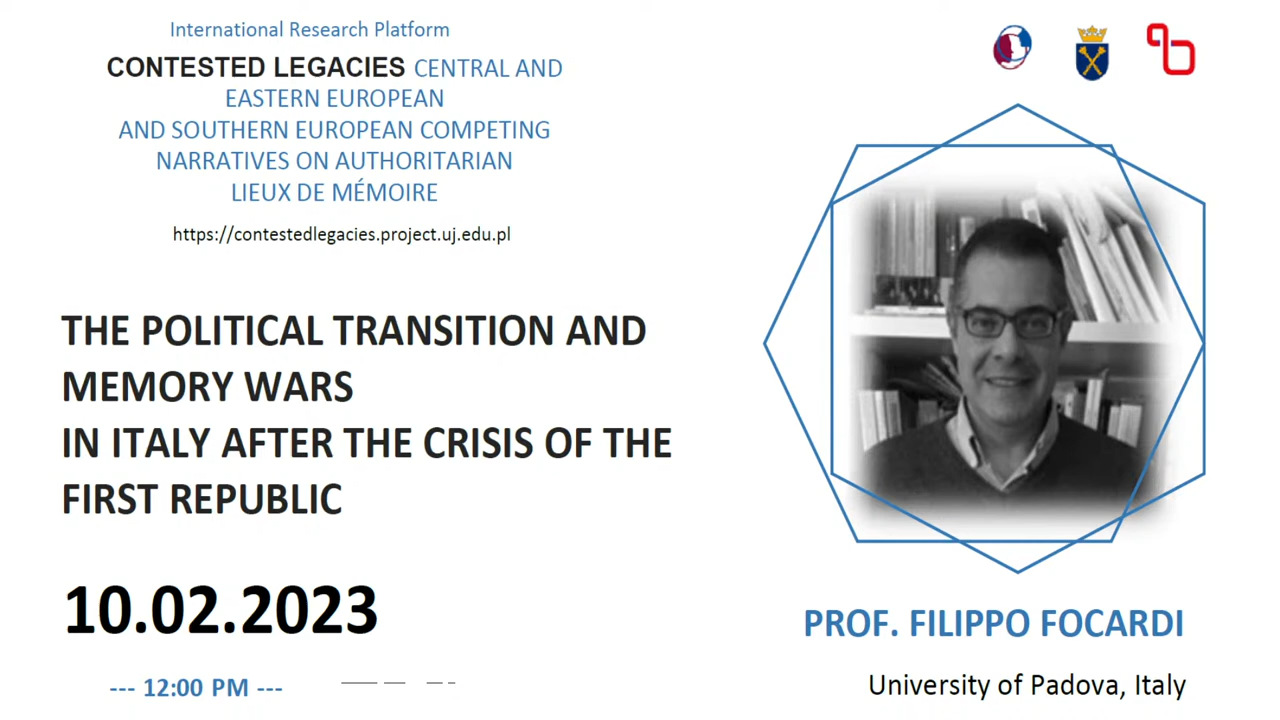 International Research Platform
CONTESTED LEGACIES CENTRAL AND
EASTERN EUROPEAN
AND SOUTHERN EUROPEAN COMPETING
NARRATIVES ON AUTHORITARIAN
LIEUX DE MÉMOIRE
https://contestedlegacies.project.uj.edu.pl
THE POLITICAL TRANSITION AND
MEMORY WARS
IN ITALY AFTER THE CRISIS OF THE
FIRST REPUBLIC
10.02.2023
--- 12:00 PM ---
PROF. FILIPPO FOCARDI
University of Padova, Italy